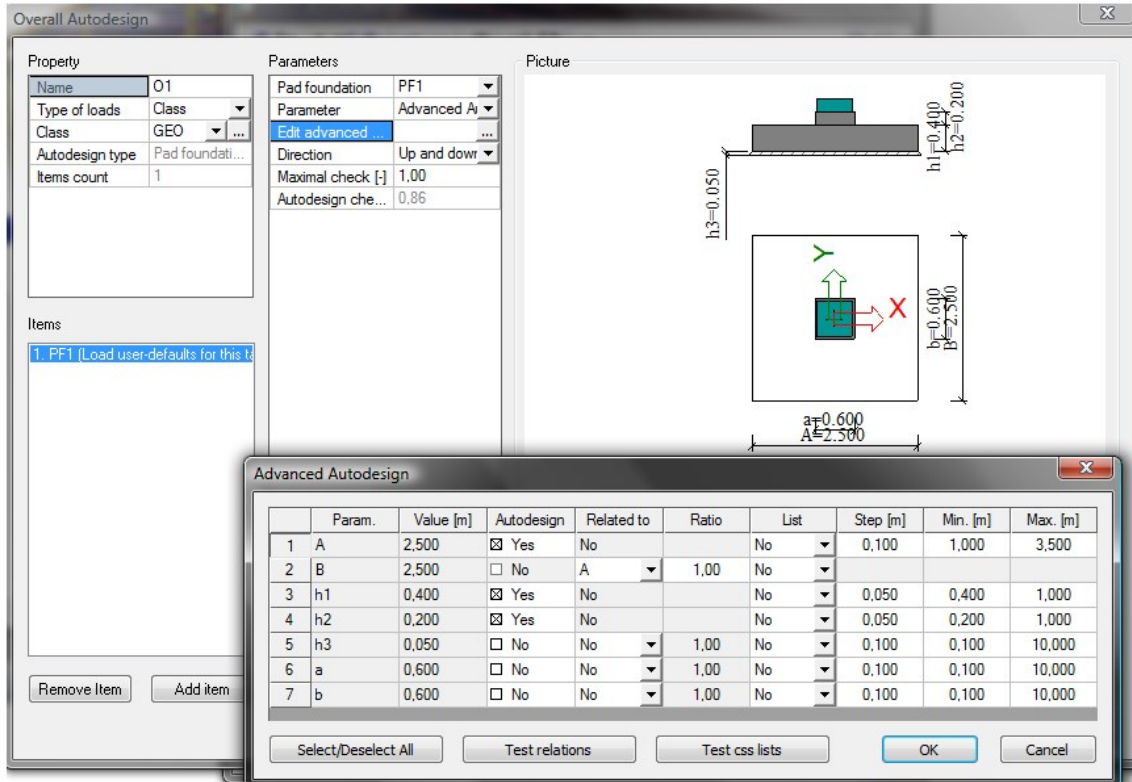 Overall Autodesign
Property
Name O1
Type of loads Class
Class GEO ...
Autodesign type Pad foundati...
Items count 1
Parameters
Pad foundation PF1
Parameter Advanced A
Edit advanced ... ...
Direction Up and down
Maximal check [-] 1,00
Autodesign che... 0,86
Picture
h1=0.400
h2=0.200
h3=0.050
Y
X
b=0.600
B=2.500
a=0.600
A=2.500
Items
1. PF1 (Load user-defaults for this ta
Remove Item Add item
Advanced Autodesign
Param. Value [m] Autodesign Related to Ratio List Step [m] Min. [m] Max. [m]
1 A 2,500 Yes No No 0,100 1,000 3,500
2 B 2,500 No A 1,00 No
3 h1 0,400 Yes No No 0,050 0,400 1,000
4 h2 0,200 Yes No No 0,050 0,200 1,000
5 h3 0,050 No No 1,00 No 0,100 0,100 10,000
6 a 0,600 No No 1,00 No 0,100 0,100 10,000
7 b 0,600 No No 1,00 No 0,100 0,100 10,000
Select/Deselect All Test relations Test css lists OK Cancel